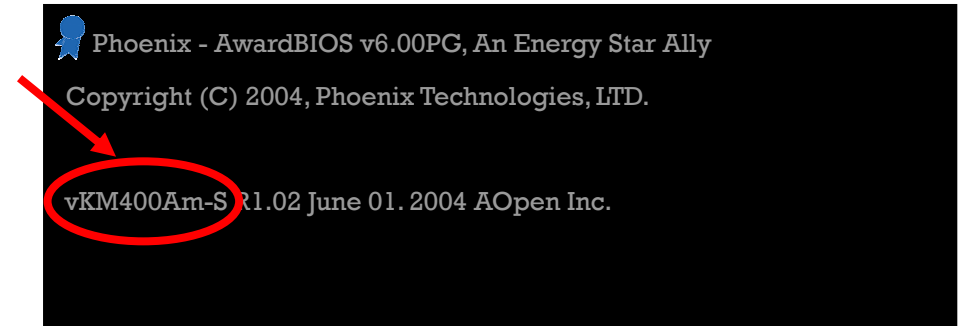 Phoenix - AwardBIOS v6.00PG, An Energy Star Ally
Copyright (C) 2004, Phoenix Technologies, LTD.
vKM400Am-S R1.02 June 01. 2004 AOpen Inc.